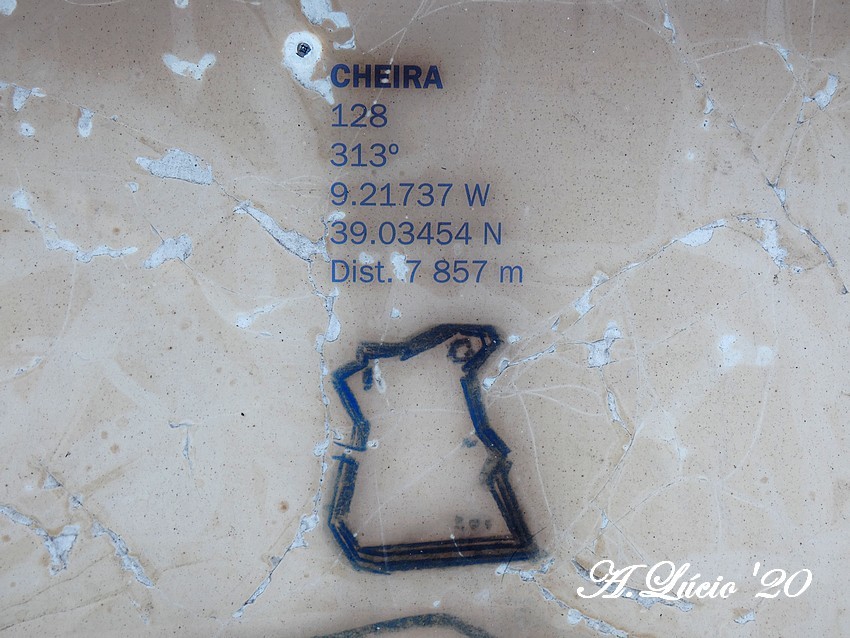 CHEIRA
128
313º
9.21737 W
39.03454 N
Dist. 7 857 m
A. Lúcio '20